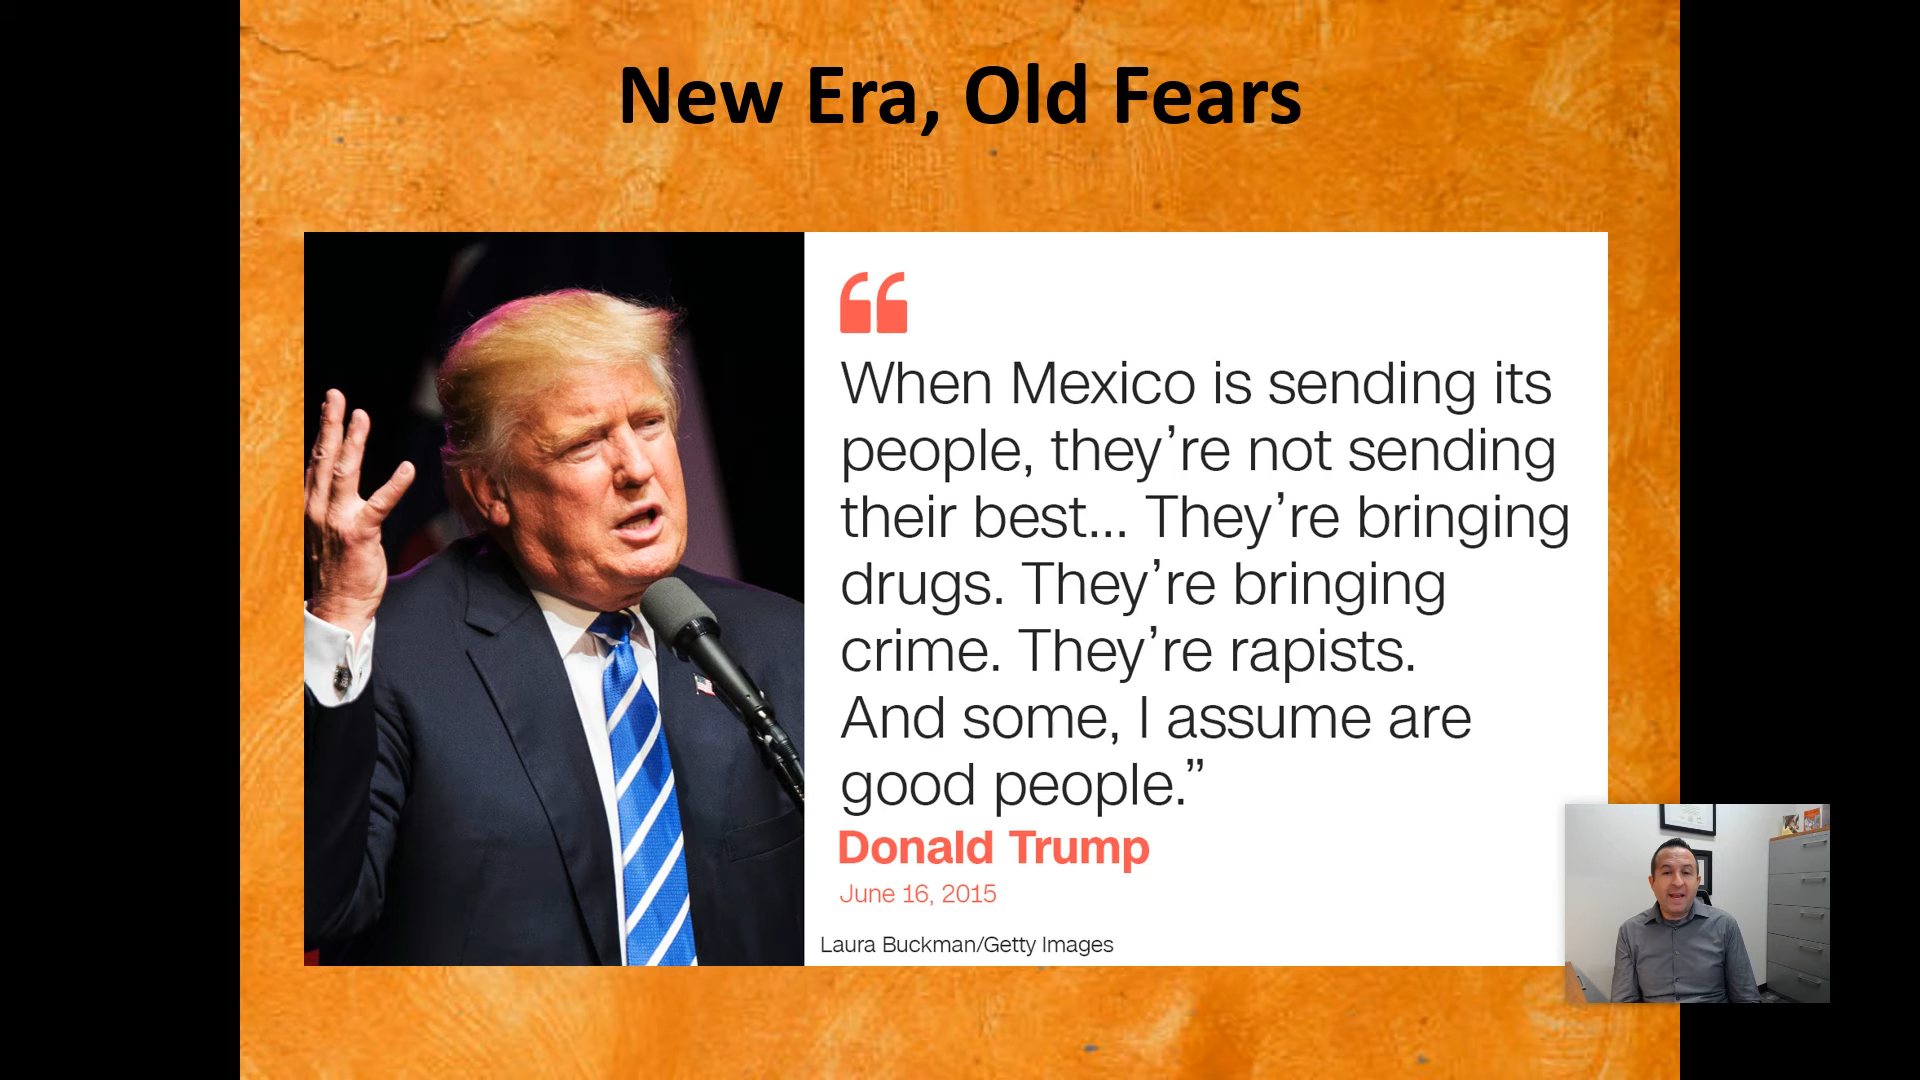 New Era, Old Fears
“
When Mexico is sending its
people, they’re not sending
their best... They’re bringing
drugs. They’re bringing
crime. They’re rapists.
And some, I assume are
good people.”
Donald Trump
June 16, 2015
Laura Buckman/Getty Images